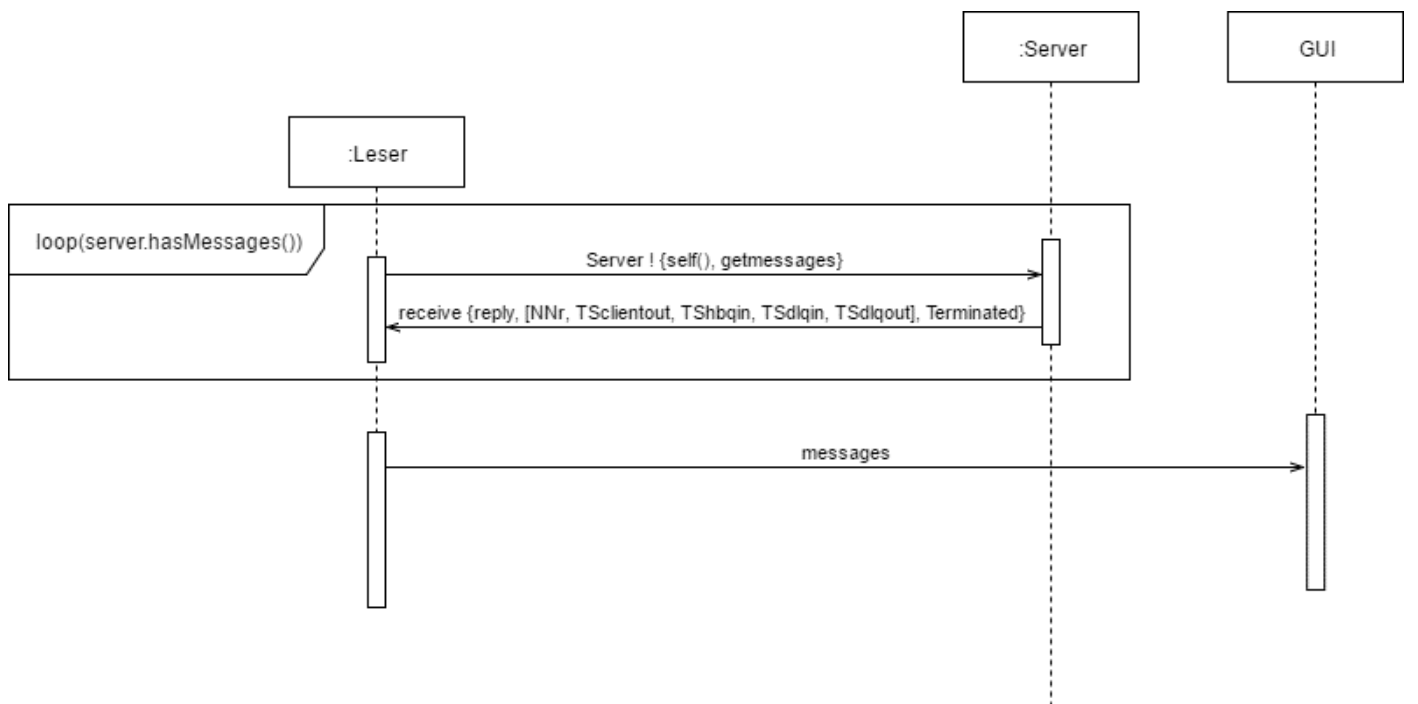 :Server
GUI
:Leser
loop(server.hasMessages())
Server ! {self(), getmessages}
receive {reply, [NNr, TSclientout, TShbqin, TSdlqin, TSdlqout], Terminated}
messages